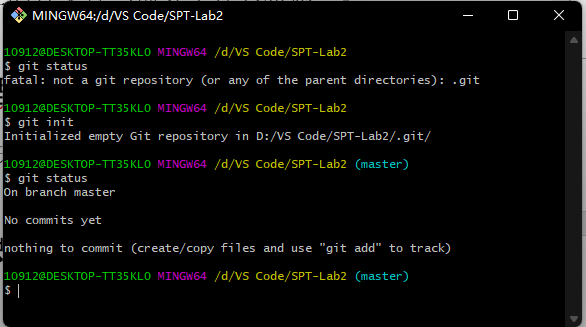 MINGW64:/d/VS Code/SPT-Lab2
10912@DESKTOP-TT35KLO MINGW64 /d/VS Code/SPT-Lab2
$ git status
fatal: not a git repository (or any of the parent directories): .git
10912@DESKTOP-TT35KLO MINGW64 /d/VS Code/SPT-Lab2
$ git init
Initialized empty Git repository in D:/VS Code/SPT-Lab2/.git/
10912@DESKTOP-TT35KLO MINGW64 /d/VS Code/SPT-Lab2 (master)
$ git status
On branch master
No commits yet
nothing to commit (create/copy files and use "git add" to track)
10912@DESKTOP-TT35KLO MINGW64 /d/VS Code/SPT-Lab2 (master)
$